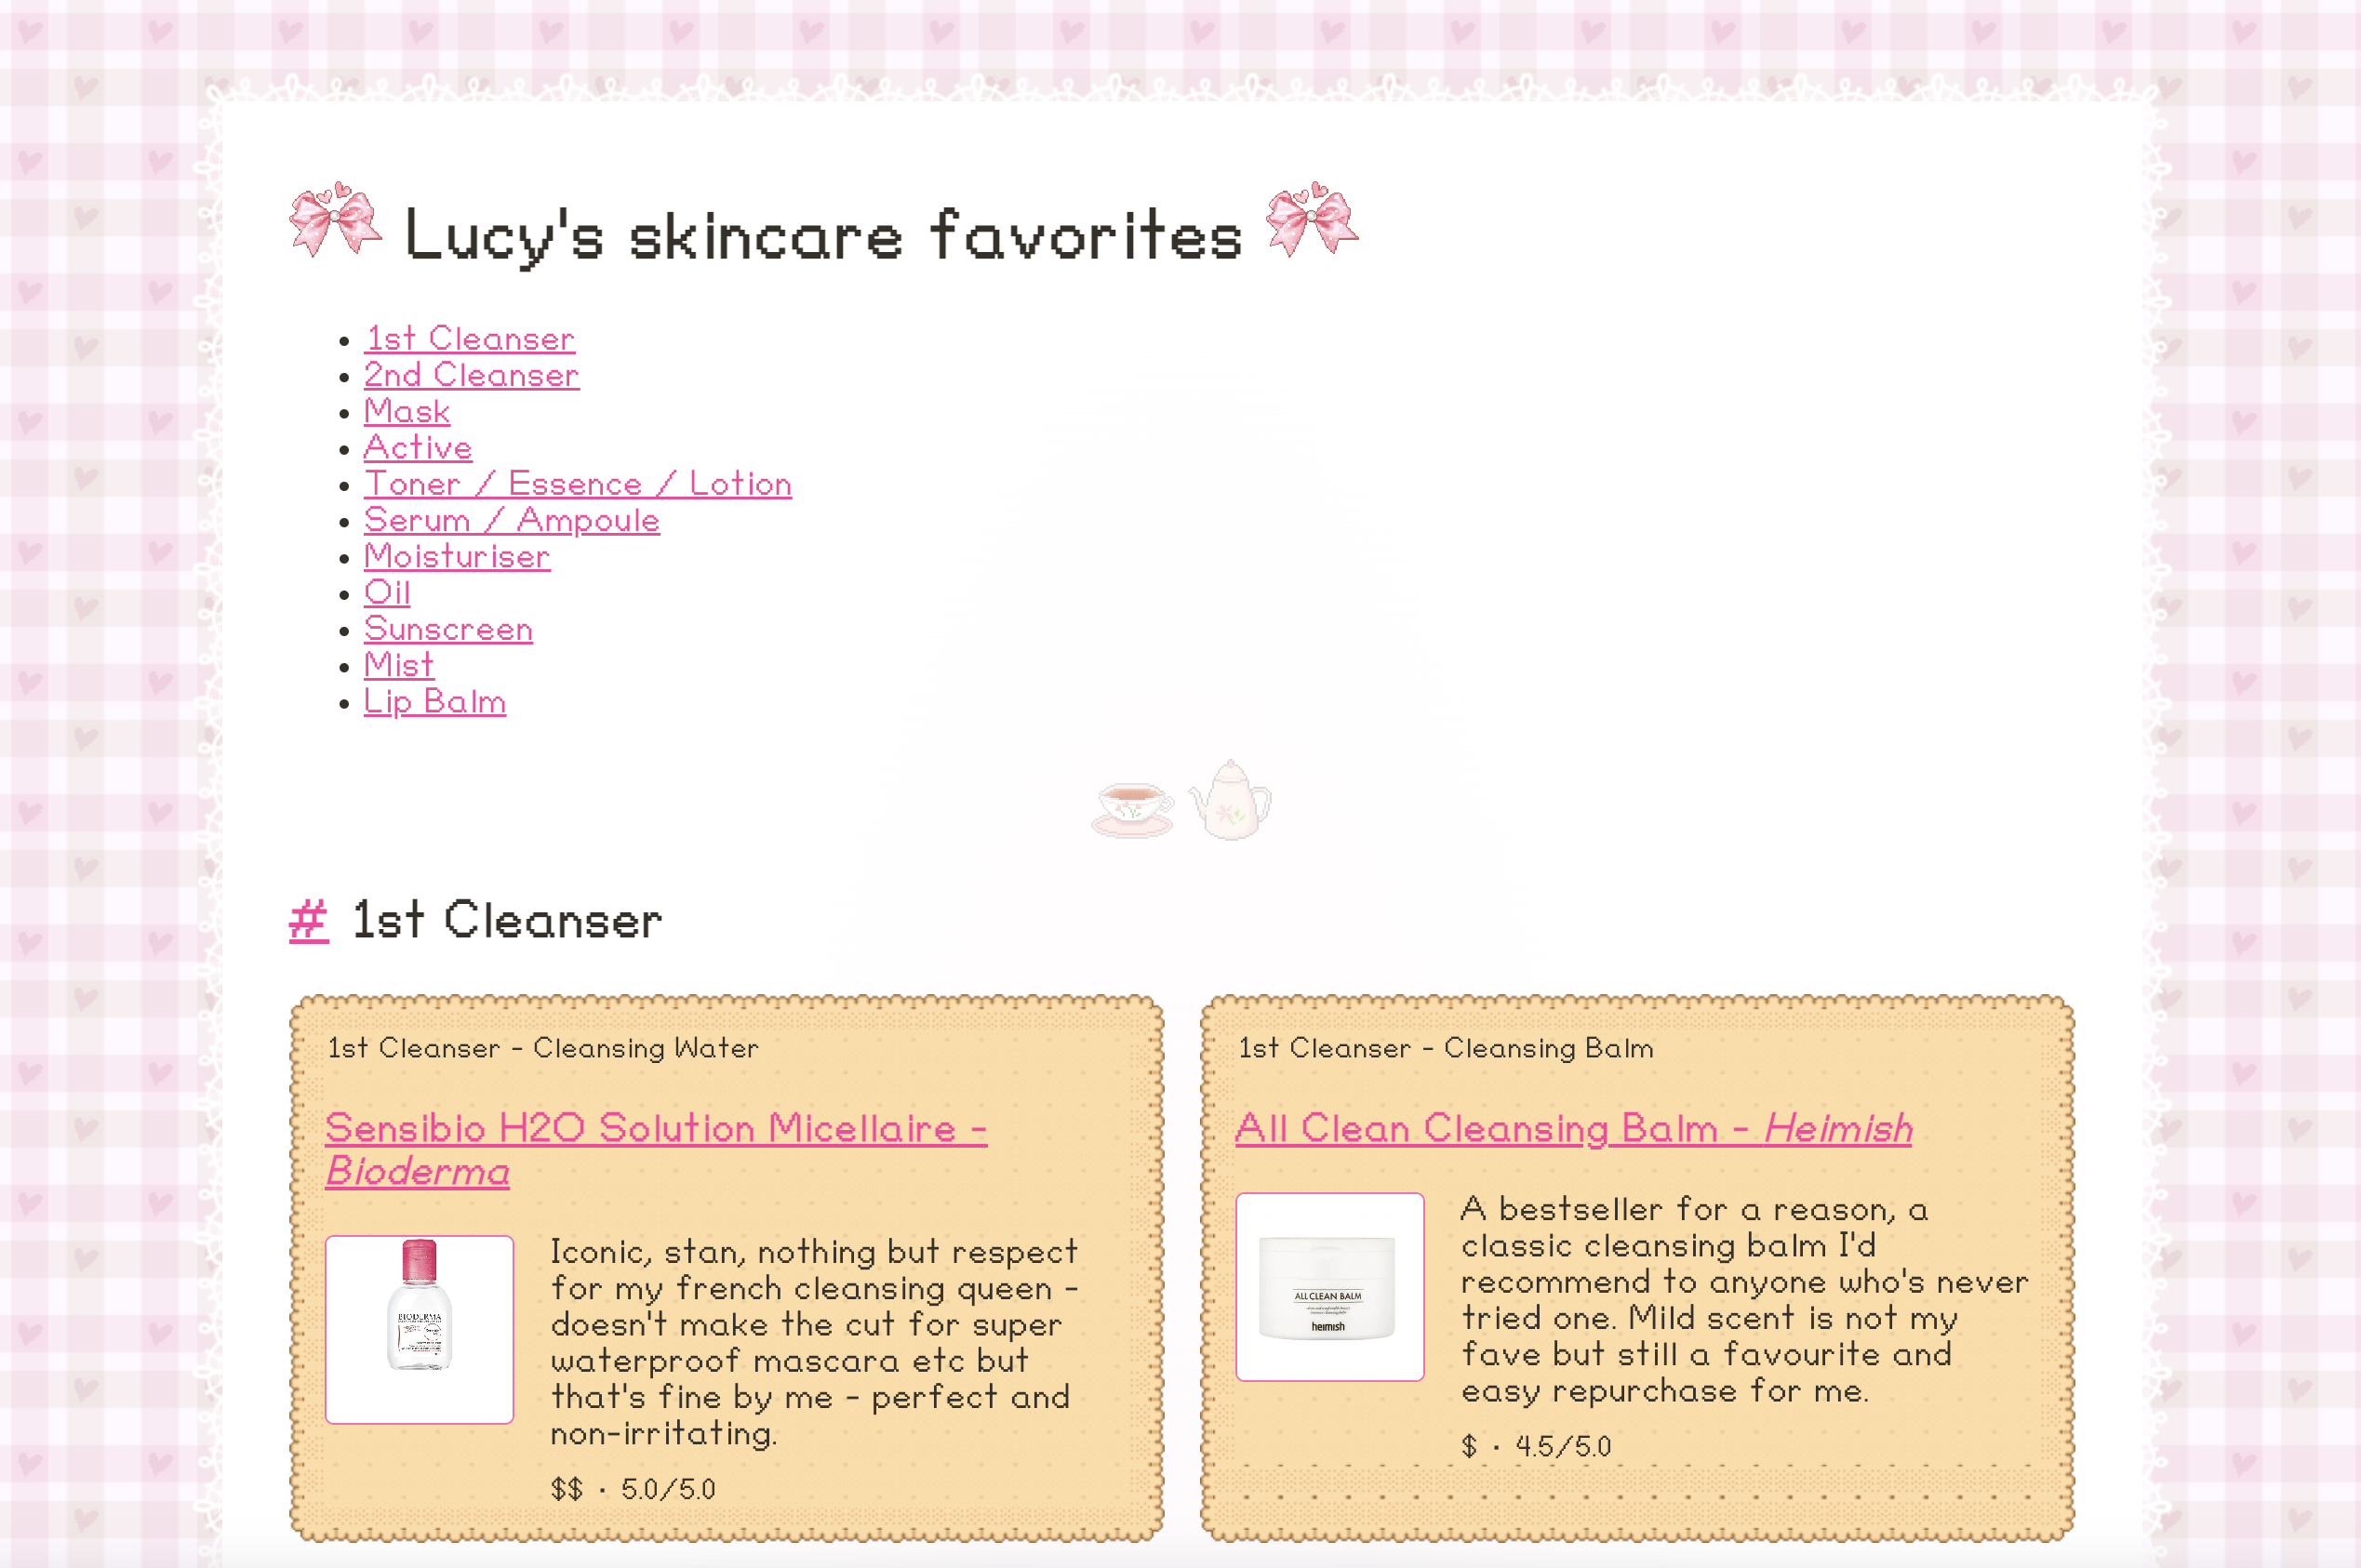 Lucy's skincare favorites
1st Cleanser
2nd Cleanser
Mask
Active
Toner / Essence / Lotion
Serum / Ampoule
Moisturiser
Oil
Sunscreen
Mist
Lip Balm
# 1st Cleanser
1st Cleanser - Cleansing Water
Sensibio H2O Solution Micellaire -
Bioderma
BIODERMA
Iconic, stan, nothing but respect
for my french cleansing queen -
doesn't make the cut for super
waterproof mascara etc but
that's fine by me - perfect and
non-irritating.
$$ · 5.0/5.0
1st Cleanser - Cleansing Balm
All Clean Cleansing Balm - Heimish
ALL CLEAN BALM
heimish
A bestseller for a reason, a
classic cleansing balm I'd
recommend to anyone who's never
tried one. Mild scent is not my
fave but still a favourite and
easy repurchase for me.
$ · 4.5/5.0